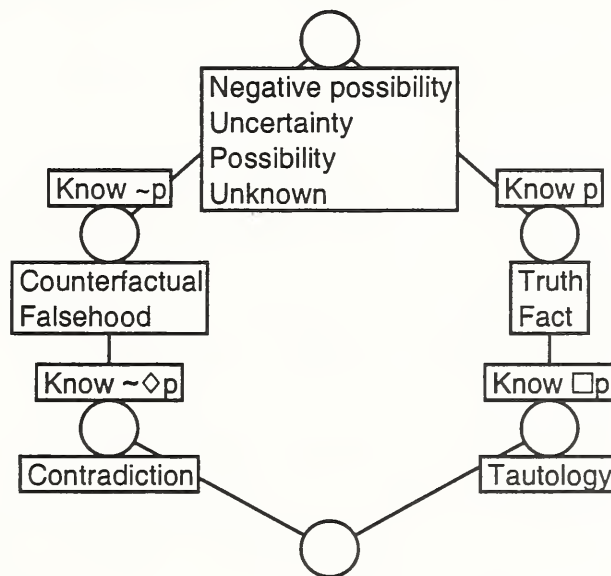 Negative possibility
Uncertainty
Possibility
Unknown
Know ~p
Know p
Counterfactual
Falsehood
Truth
Fact
Know ~◇p
Know □p
Contradiction
Tautology